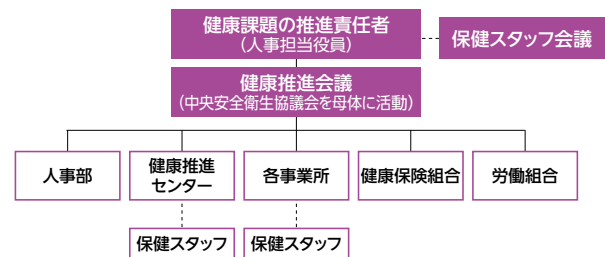 健康課題の推進責任者
(人事担当役員)
保健スタッフ会議
健康推進会議
(中央安全衛生協議会を母体に活動)
人事部
健康推進
センター
各事業所
健康保険組合
労働組合
保健スタッフ
保健スタッフ